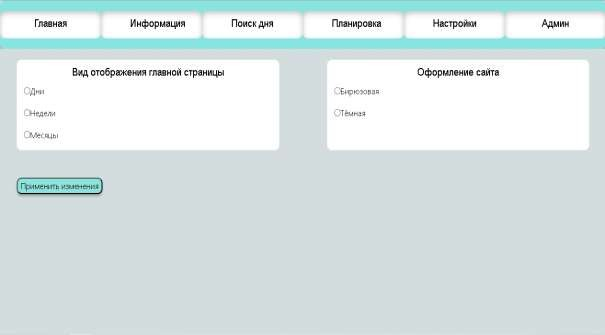 Главная Информация Поиск дня Планировка Настройки Админ
Вид отображения главной страницы
Дни
Недели
Месяцы
Оформление сайта
Бирюзовая
Тёмная
Применить изменения